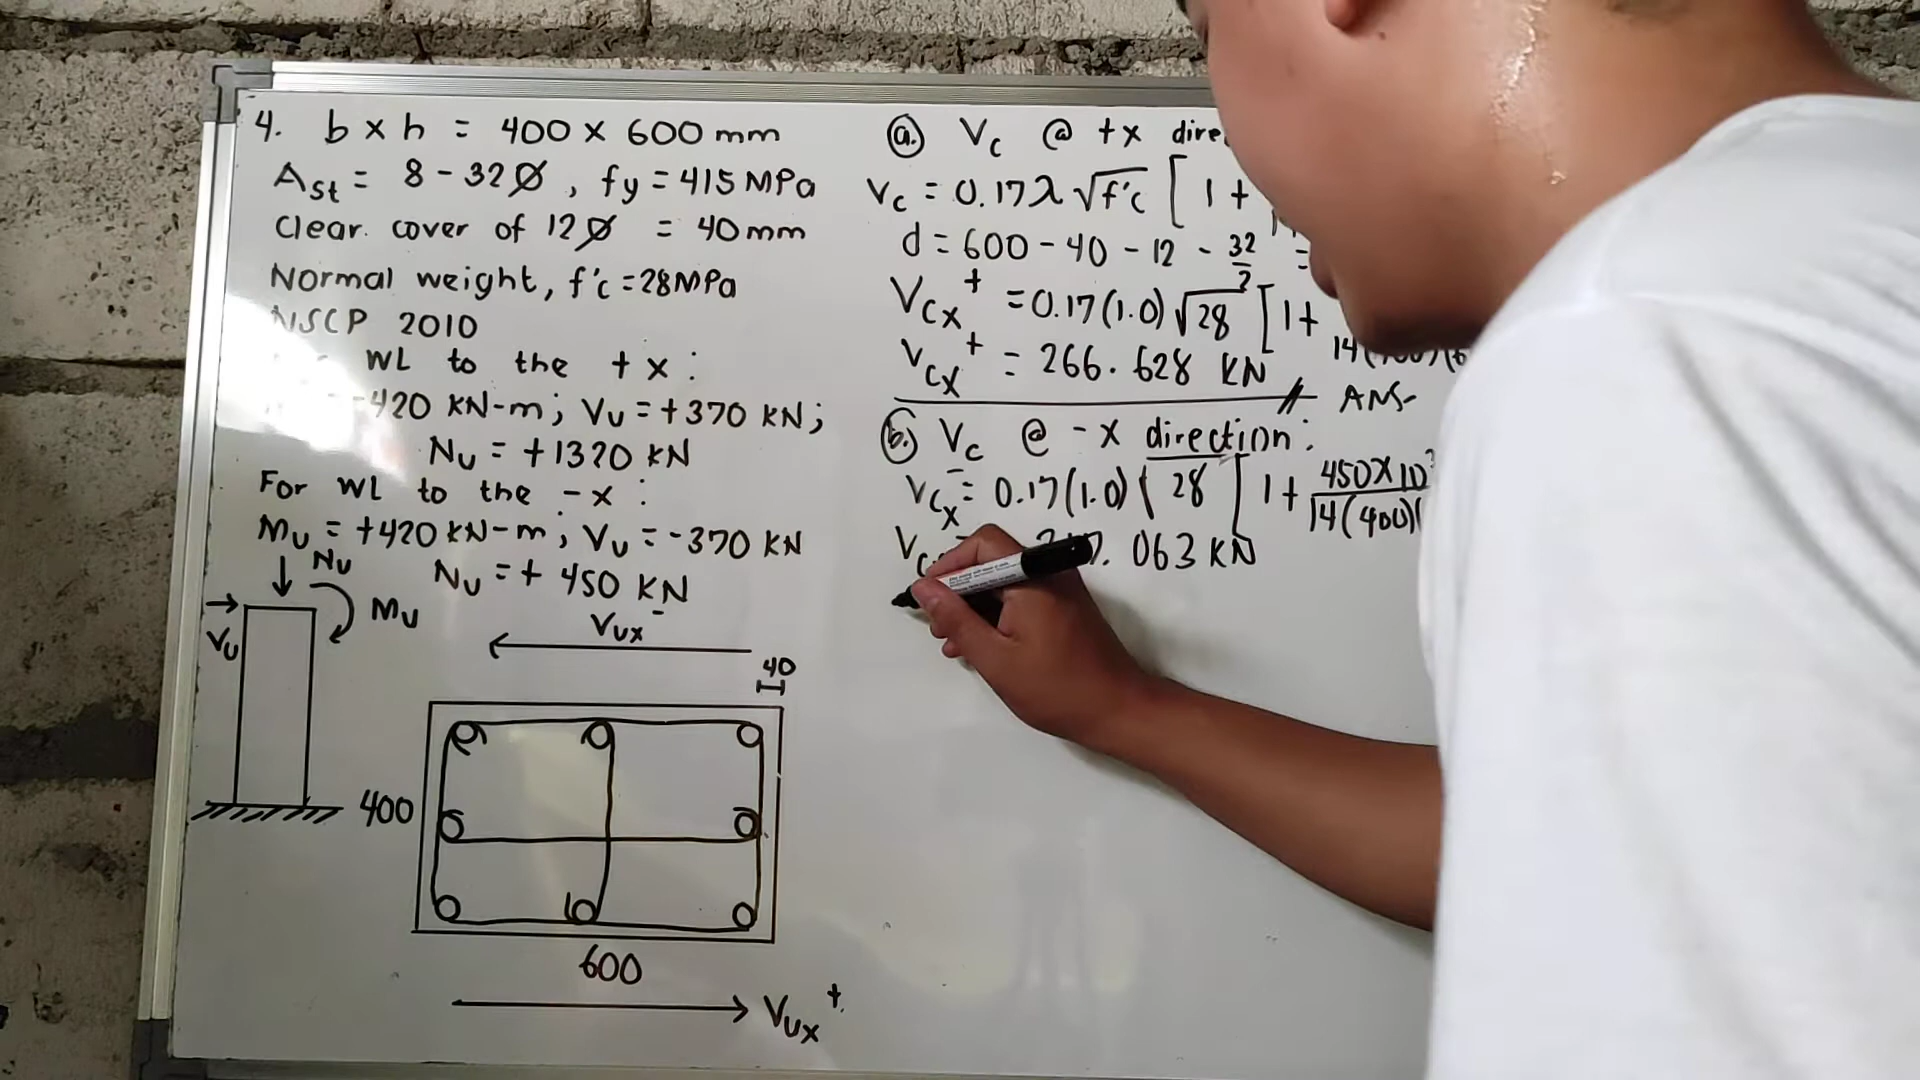 4. b x h = 400 x 600 mm
Ast = 8 - 32Ø, fy = 415 MPa
Clear. cover of 12Ø = 40mm
Normal weight, f'c = 28MPa
NSCP 2010
WL to the +x:
-420 KN-m; Vu = +370 KN;
Nu = +1320 KN
For WL to the -x:
Mu = +420 KN-m; Vu = -370 KN
Nu = + 450 KN
Nu
Mu
Vu
Vux-
40
400
600
Vux+
(a.) Vc @ +x
Vc = 0.17λ√f'c [1 +
d = 600 - 40 - 12 - 32/2 =
Vcx+ = 0.17(1.0)√28 [1+
14(
Vcx+ = 266.628 KN
ANS-
(b.) Vc @ -x direction:
Vcx- = 0.17(1.0)√28 [1 + 450x10³/14(400)(
063 KN